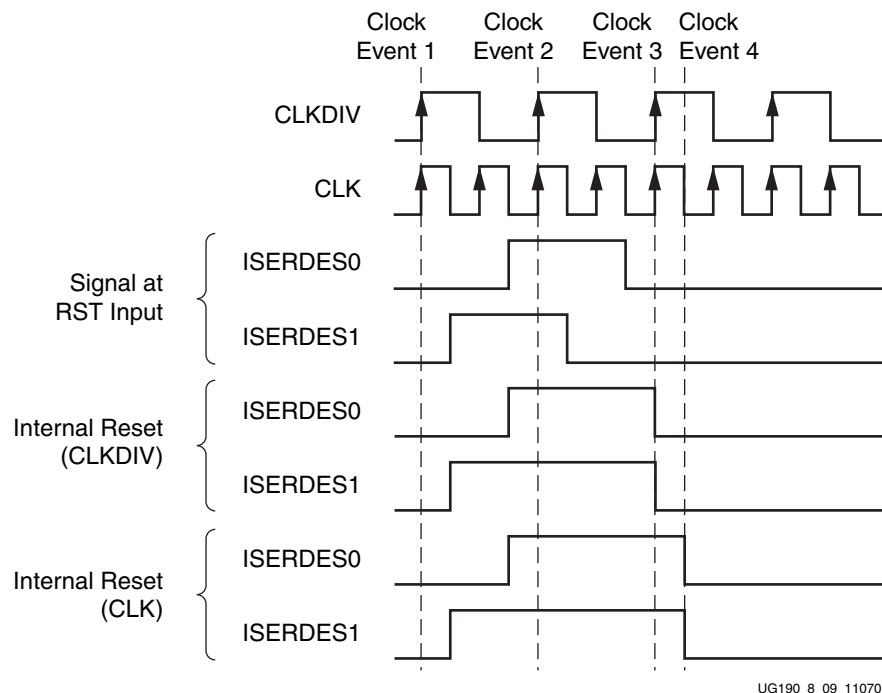 Clock
Event 1
Clock
Event 2
Clock
Event 3
Clock
Event 4
CLKDIV
CLK
Signal at
RST Input
ISERDES0
ISERDES1
Internal Reset
(CLKDIV)
ISERDES0
ISERDES1
Internal Reset
(CLK)
ISERDES0
ISERDES1
UG190_8_09_11070